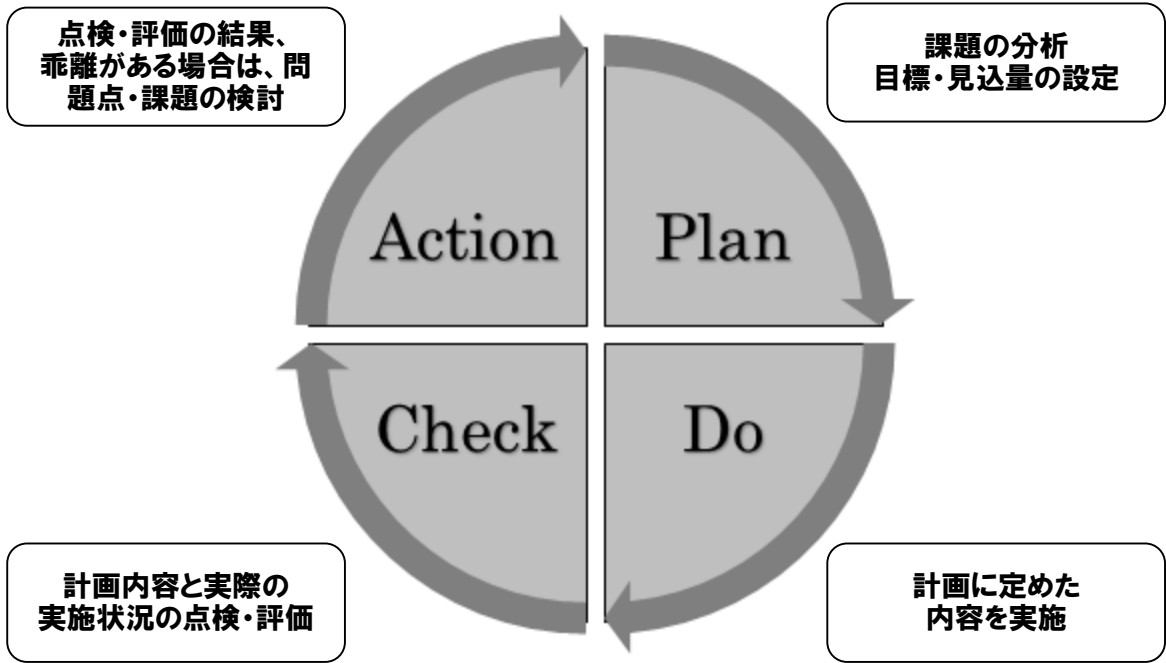 点検・評価の結果、
乖離がある場合は、問
題点・課題の検討
課題の分析
目標・見込量の設定
Action
Plan
Check
Do
計画内容と実際の
実施状況の点検・評価
計画に定めた
内容を実施